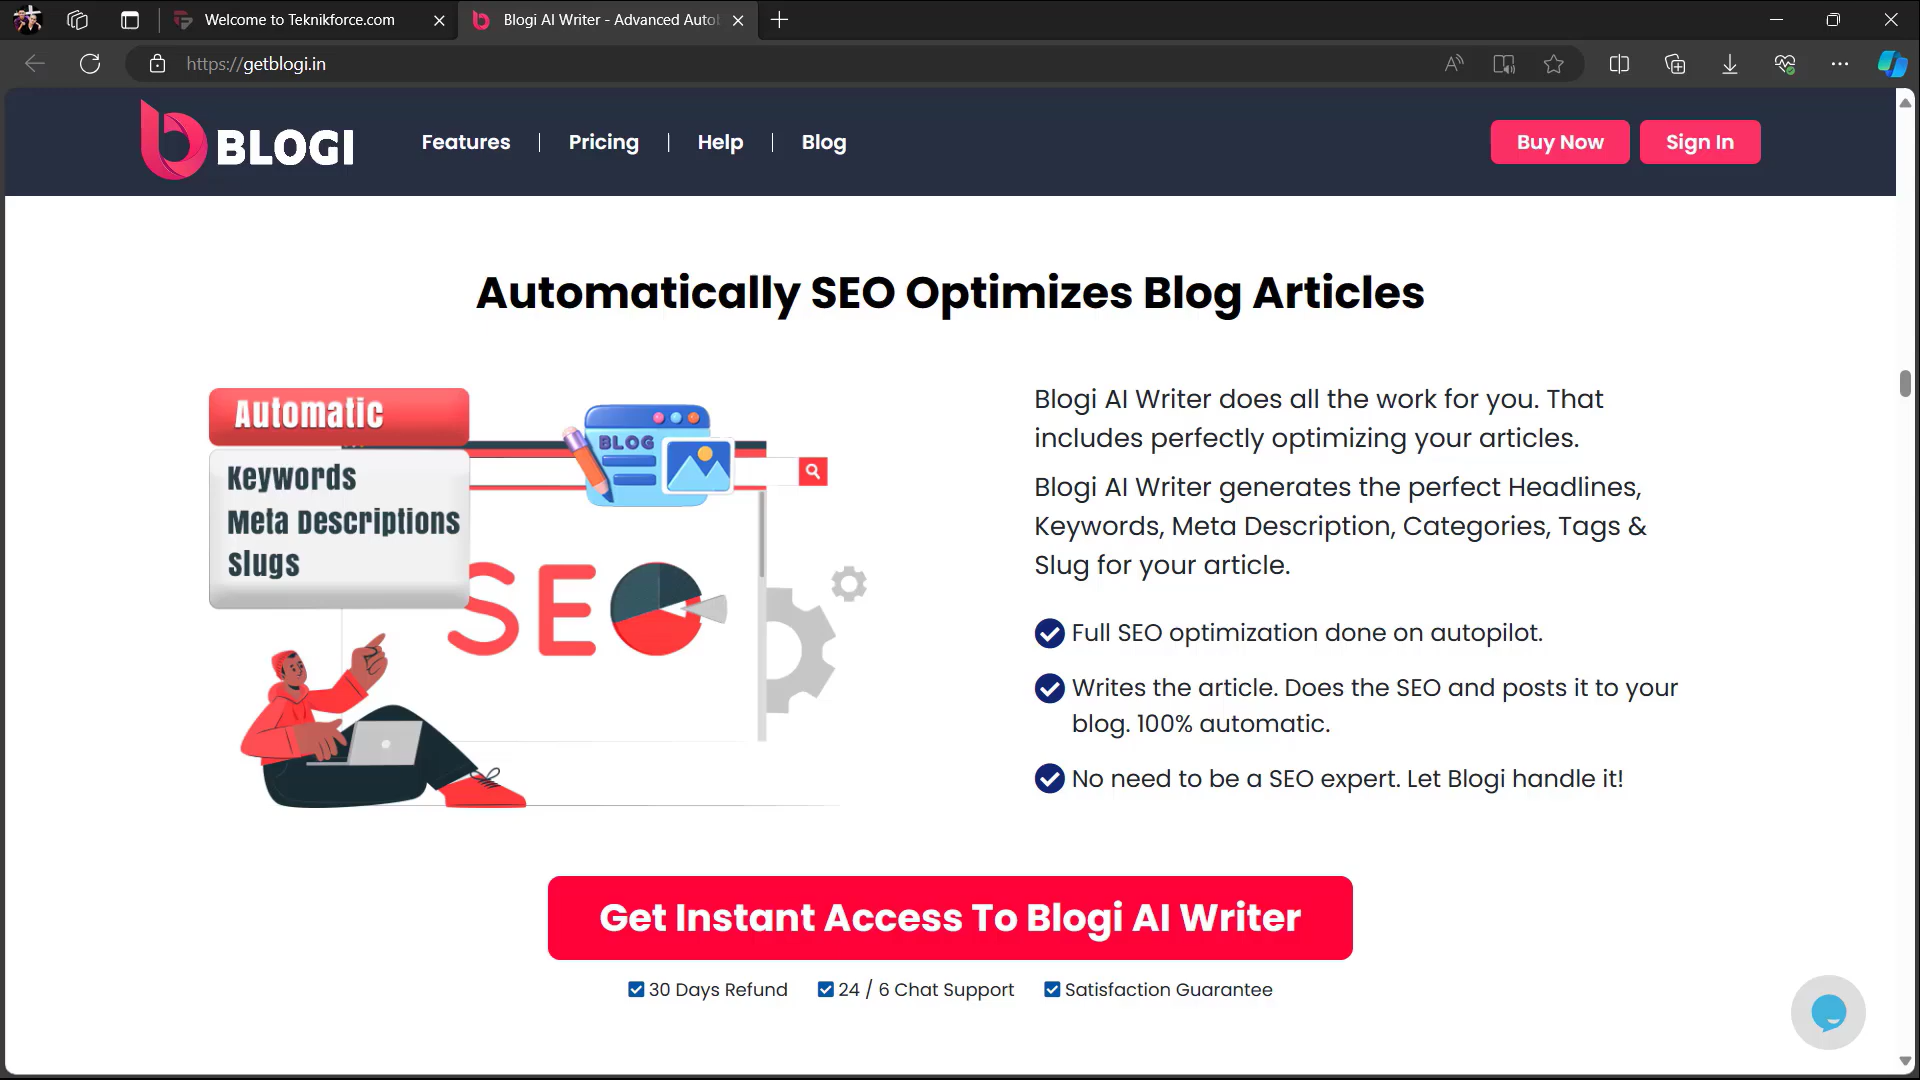 Welcome to Teknikforce.com
Blogi AI Writer - Advanced Autob
https://getblogi.in
BLOGI
Features
Pricing
Help
Blog
Buy Now
Sign In
Automatically SEO Optimizes Blog Articles
Automatic
Keywords
Meta Descriptions
Slugs
BLOG
SEO
Blogi AI Writer does all the work for you. That
includes perfectly optimizing your articles.
Blogi AI Writer generates the perfect Headlines,
Keywords, Meta Description, Categories, Tags &
Slug for your article.
Full SEO optimization done on autopilot.
Writes the article. Does the SEO and posts it to your
blog. 100% automatic.
No need to be a SEO expert. Let Blogi handle it!
Get Instant Access To Blogi AI Writer
30 Days Refund
24 / 6 Chat Support
Satisfaction Guarantee